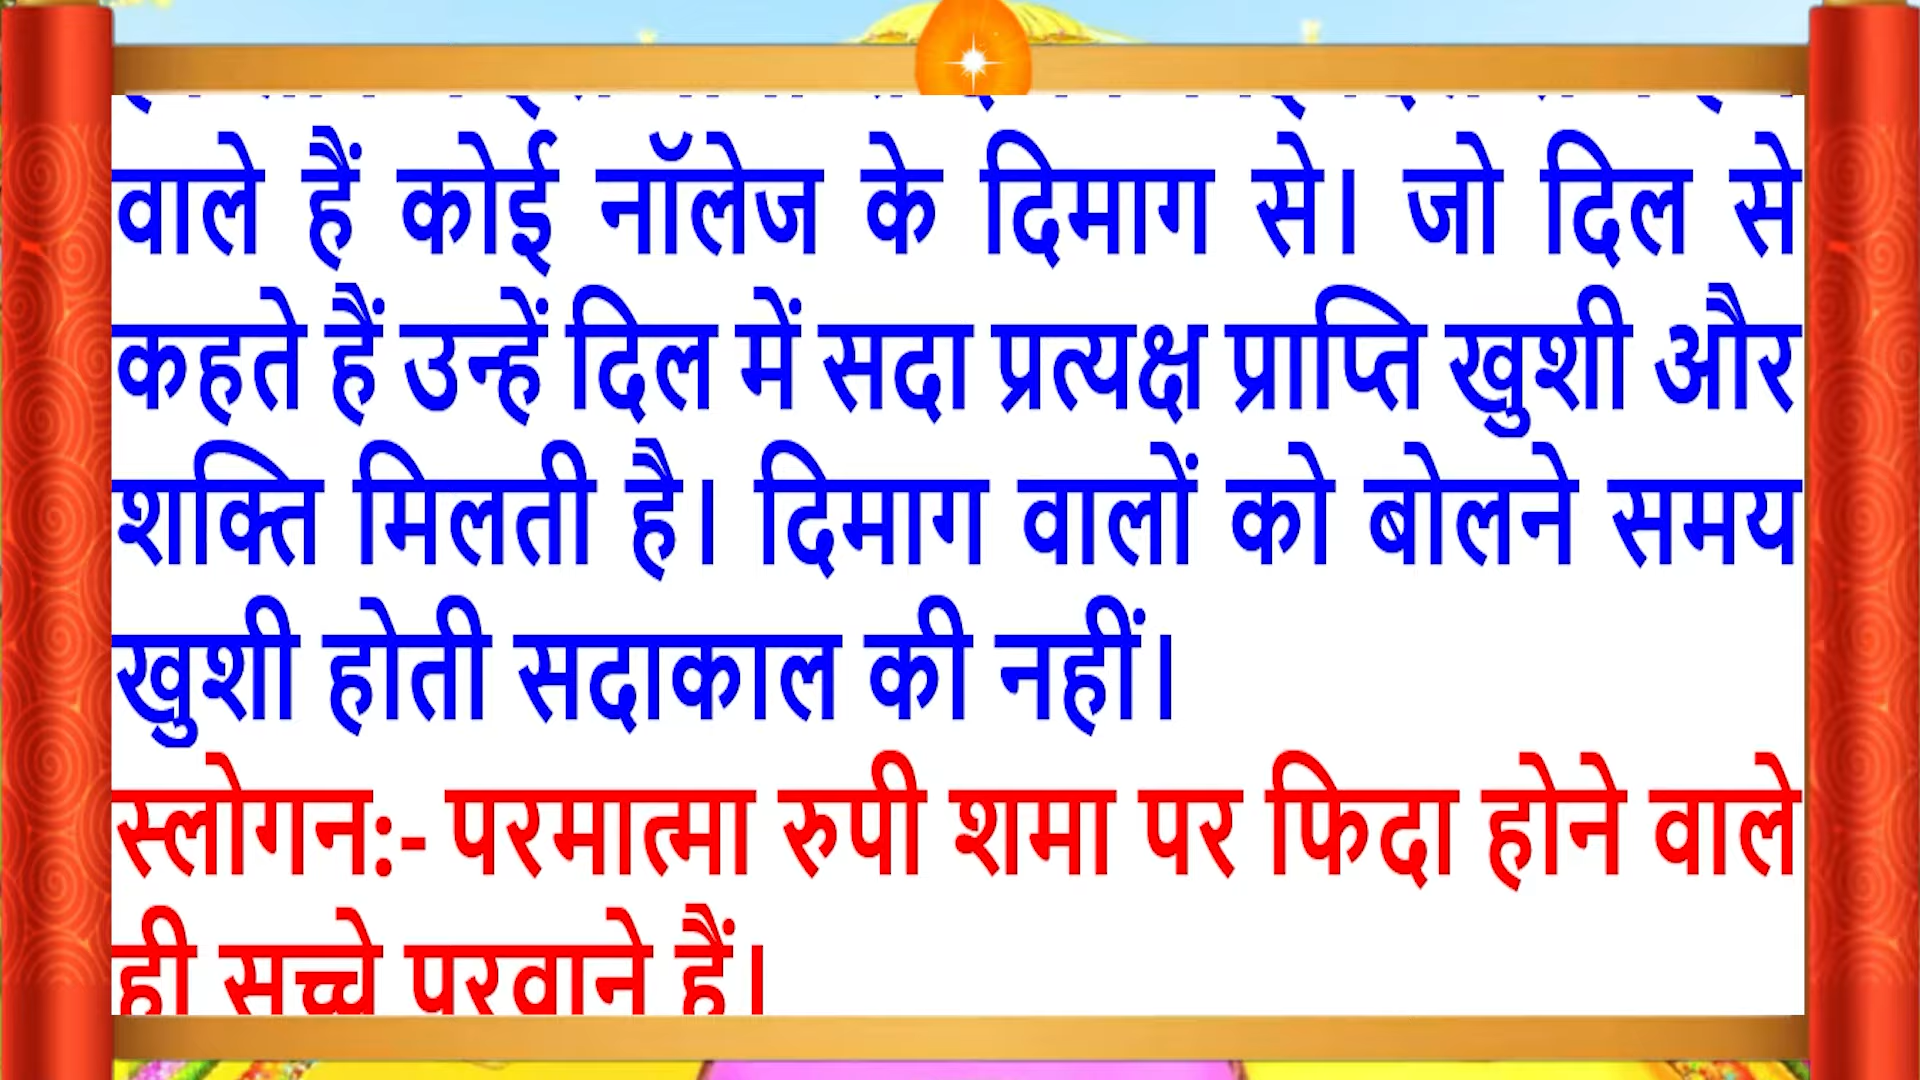 वाले हैं कोई नॉलेज के दिमाग से। जो दिल से
कहते हैं उन्हें दिल में सदा प्रत्यक्ष प्राप्ति खुशी और
शक्ति मिलती है। दिमाग वालों को बोलने समय
खुशी होती सदाकाल की नहीं।
स्लोगन:- परमात्मा रुपी शमा पर फिदा होने वाले
ही सच्चे परवाने हैं।